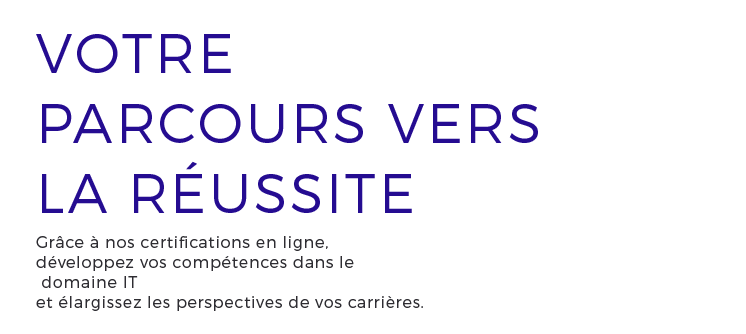 VOTRE
PARCOURS VERS
LA RÉUSSITE
Grâce à nos certifications en ligne,
développez vos compétences dans le
domaine IT
et élargissez les perspectives de vos carrières.